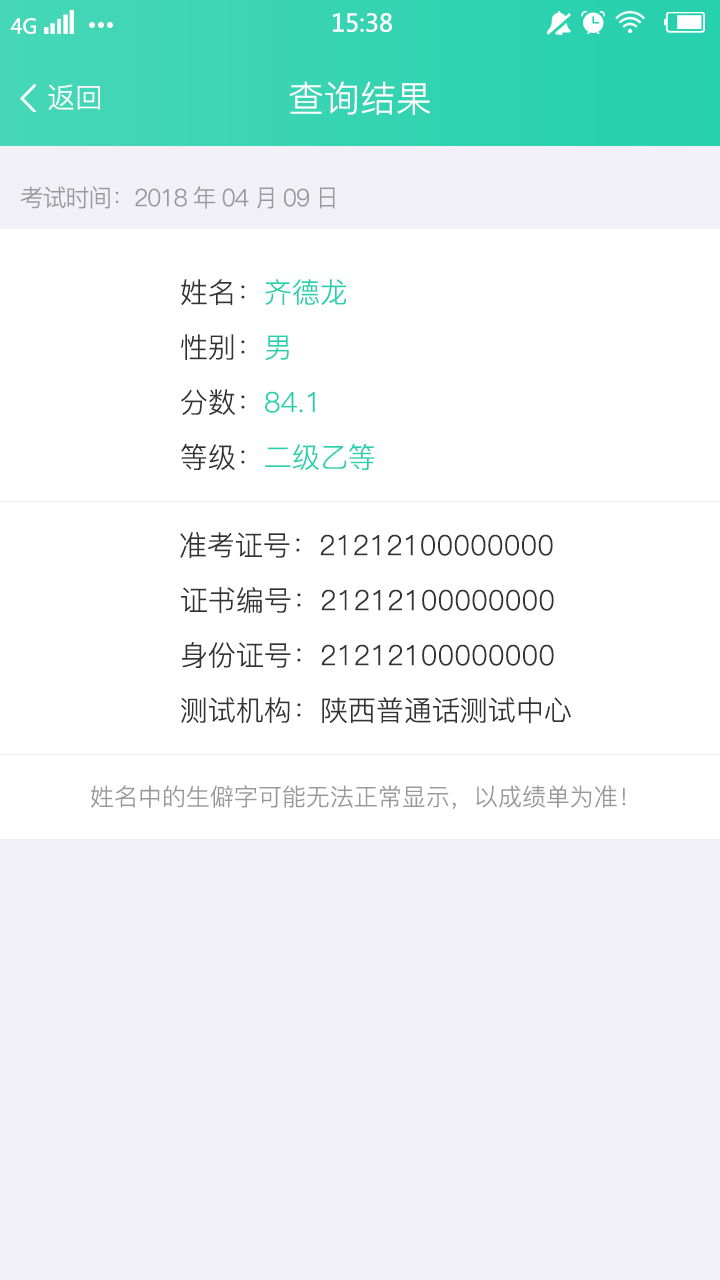 4G 15:38
返回 查询结果
考试时间：2018 年 04 月 09 日
姓名：齐德龙
性别：男
分数：84.1
等级：二级乙等
准考证号：21212100000000
证书编号：21212100000000
身份证号：21212100000000
测试机构：陕西普通话测试中心
姓名中的生僻字可能无法正常显示，以成绩单为准！